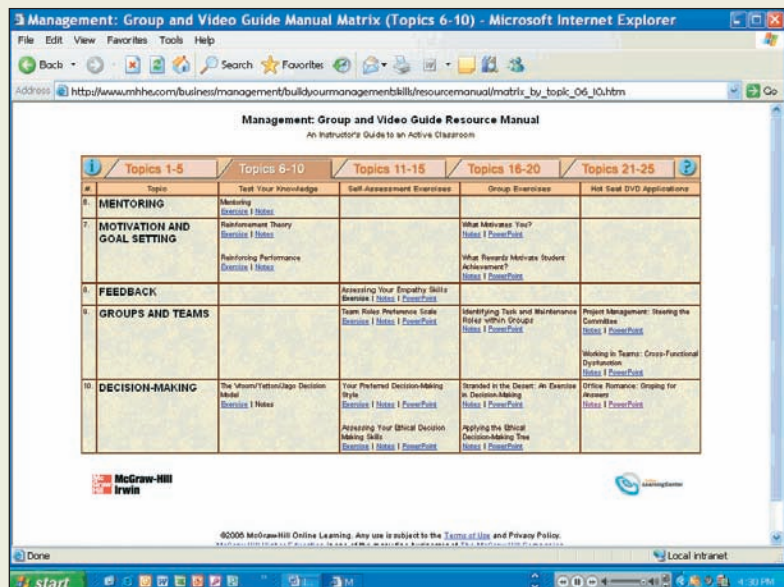 Management: Group and Video Guide Manual Matrix (Topics 6-10) - Microsoft Internet Explorer
File Edit View Favorites Tools Help
Back Search Favorites
Address http://www.mhhe.com/business/management/buildyourmanagementskills/resourcemanual/matrix_by_topic_06_10.htm Go
Management: Group and Video Guide Resource Manual
An Instructor's Guide to an Active Classroom
i Topics 1-5 Topics 6-10 Topics 11-15 Topics 16-20 Topics 21-25 ?
#. Topic Test Your Knowledge Self-Assessment Exercises Group Exercises Hot Seat DVD Applications
6. MENTORING
Mentoring
Exercise | Notes
7. MOTIVATION AND
GOAL SETTING
Reinforcement Theory
Exercise | Notes
Reinforcing Performance
Exercise | Notes
What Motivates You?
Notes | PowerPoint
What Rewards Motivate Student
Achievement?
Notes | PowerPoint
8. FEEDBACK
Assessing Your Empathy Skills
Exercise | Notes | PowerPoint
9. GROUPS AND TEAMS
Team Roles Preference Scale
Exercise | Notes | PowerPoint
Identifying Task and Maintenance
Roles within Groups
Notes | PowerPoint
Project Management: Steering the
Committee
Notes | PowerPoint
Working in Teams: Cross-Functional
Dysfunction
Notes | PowerPoint
10. DECISION-MAKING
The Vroom/Yetton/Jago Decision
Model
Exercise | Notes
Your Preferred Decision-Making
Style
Exercise | Notes | PowerPoint
Assessing Your Ethical Decision
Making Skills
Exercise | Notes | PowerPoint
Stranded in the Desert: An Exercise
in Decision-Making
Notes | PowerPoint
Applying the Ethical
Decision-Making Tree
Notes | PowerPoint
Office Romance: Groping for
Answers
Notes | PowerPoint
McGraw-Hill
Irwin
LearningCenter
McGraw-Hill Online Learning. Any use is subject to the Terms of Use and Privacy Policy.
Done Local intranet
start 4:30 PM